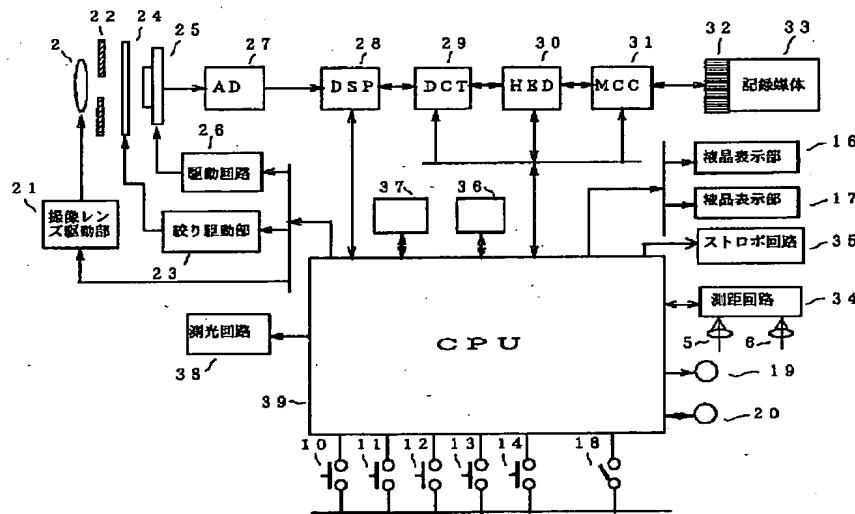 2 22 24 25 27 28 29 30 31 32 33
AD
DSP
DCT
HED
MCC
記録媒体
26
駆動回路
21
撮像レン
ズ駆動部
絞り駆動部
23
37
36
液晶表示部
16
液晶表示部
17
ストロボ回路
35
測距回路
34
5
6
測光回路
38
CPU
39
19
20
10 11 12 13 14 18